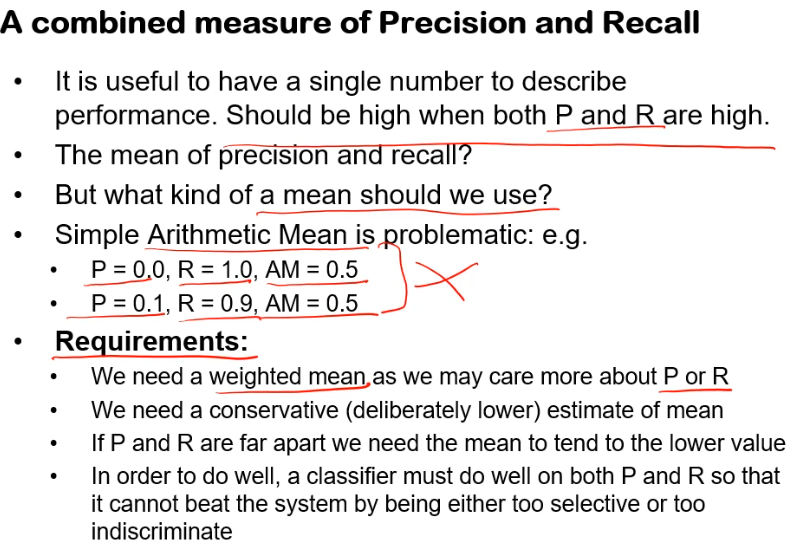 A combined measure of Precision and Recall
• It is useful to have a single number to describe
performance. Should be high when both P and R are high.
• The mean of precision and recall?
• But what kind of a mean should we use?
• Simple Arithmetic Mean is problematic: e.g.
• P = 0.0, R = 1.0, AM = 0.5
• P = 0.1, R = 0.9, AM = 0.5
• Requirements:
• We need a weighted mean as we may care more about P or R
• We need a conservative (deliberately lower) estimate of mean
• If P and R are far apart we need the mean to tend to the lower value
• In order to do well, a classifier must do well on both P and R so that
it cannot beat the system by being either too selective or too
indiscriminate